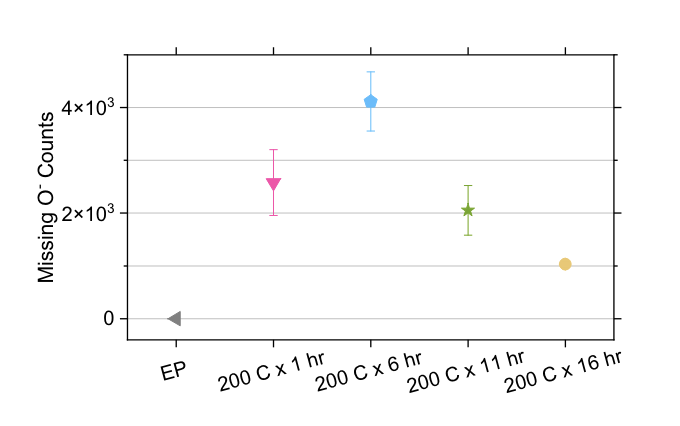 Missing O⁻ Counts
4×10³
2×10³
0
EP
200 C x 1 hr
200 C x 6 hr
200 C x 11 hr
200 C x 16 hr